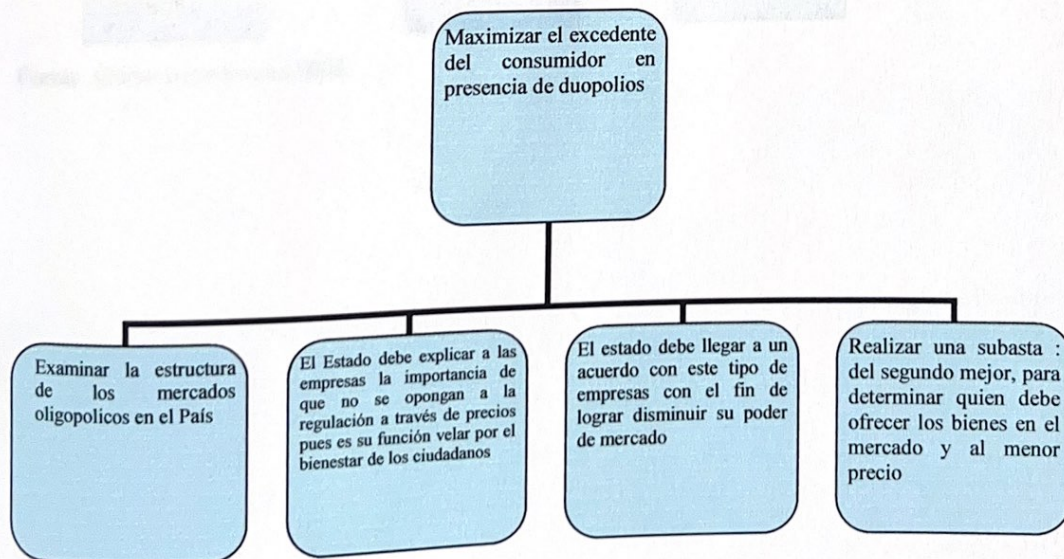 Maximizar el excedente
del consumidor en
presencia de duopolios
Examinar la estructura
de los mercados
oligopolicos en el País
El Estado debe explicar a las
empresas la importancia de
que no se opongan a la
regulación a través de precios
pues es su función velar por el
bienestar de los ciudadanos
El estado debe llegar a un
acuerdo con este tipo de
empresas con el fin de
lograr disminuir su poder
de mercado
Realizar una subasta :
del segundo mejor, para
determinar quien debe
ofrecer los bienes en el
mercado y al menor
precio